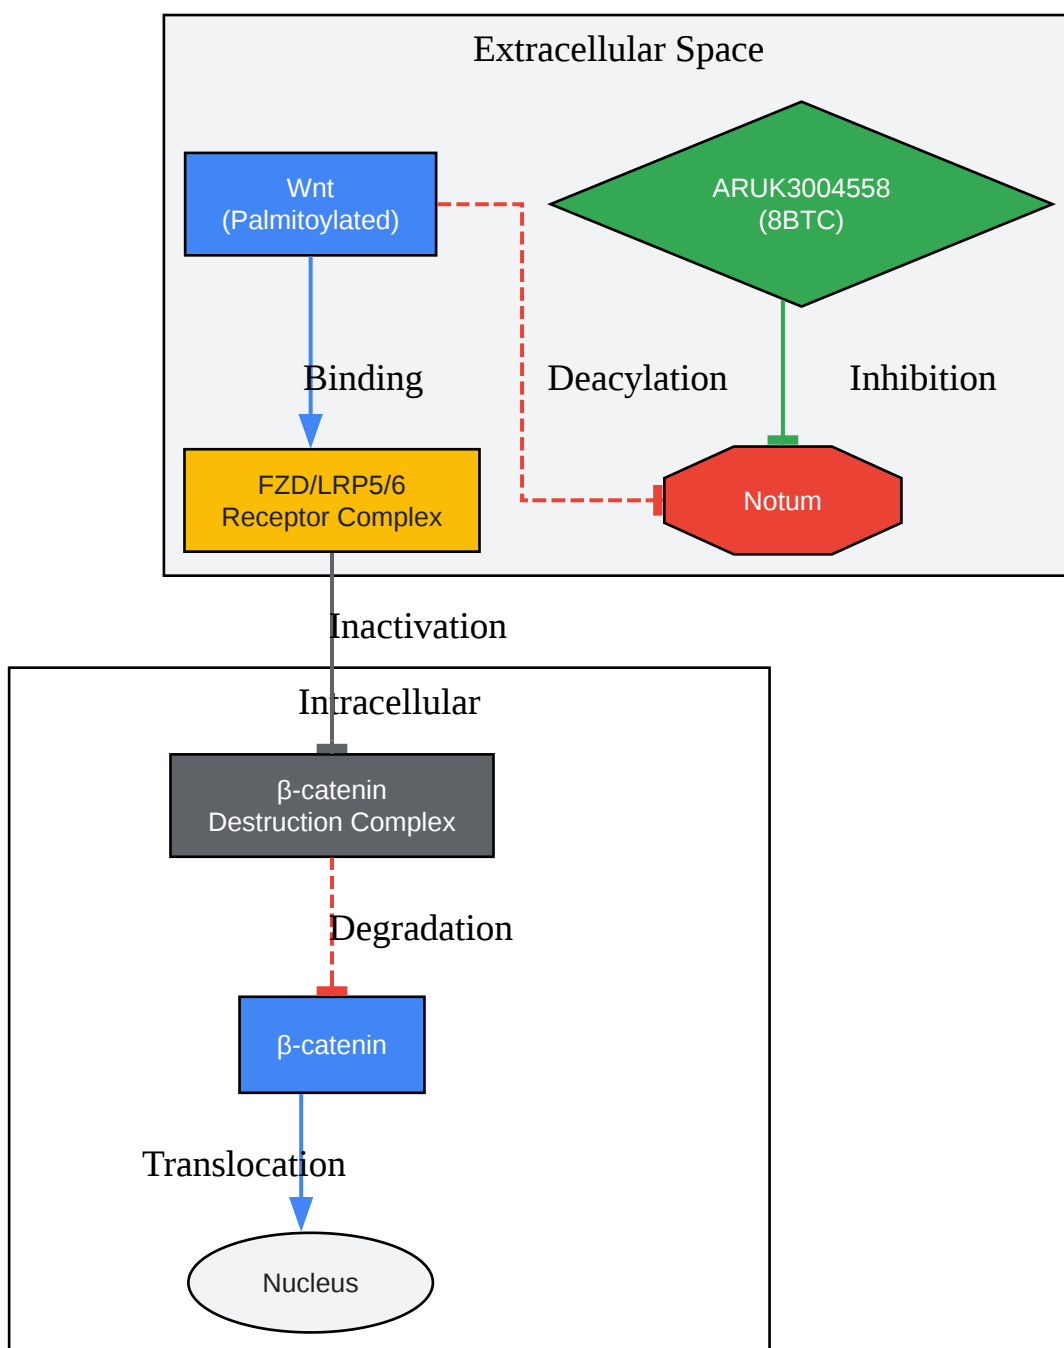 Extracellular Space
Wnt
(Palmitoylated)
ARUK3004558
(8BTC)
Binding
Deacylation
Inhibition
FZD/LRP5/6
Receptor Complex
Notum
Inactivation
Intracellular
β-catenin
Destruction Complex
Degradation
β-catenin
Translocation
Nucleus